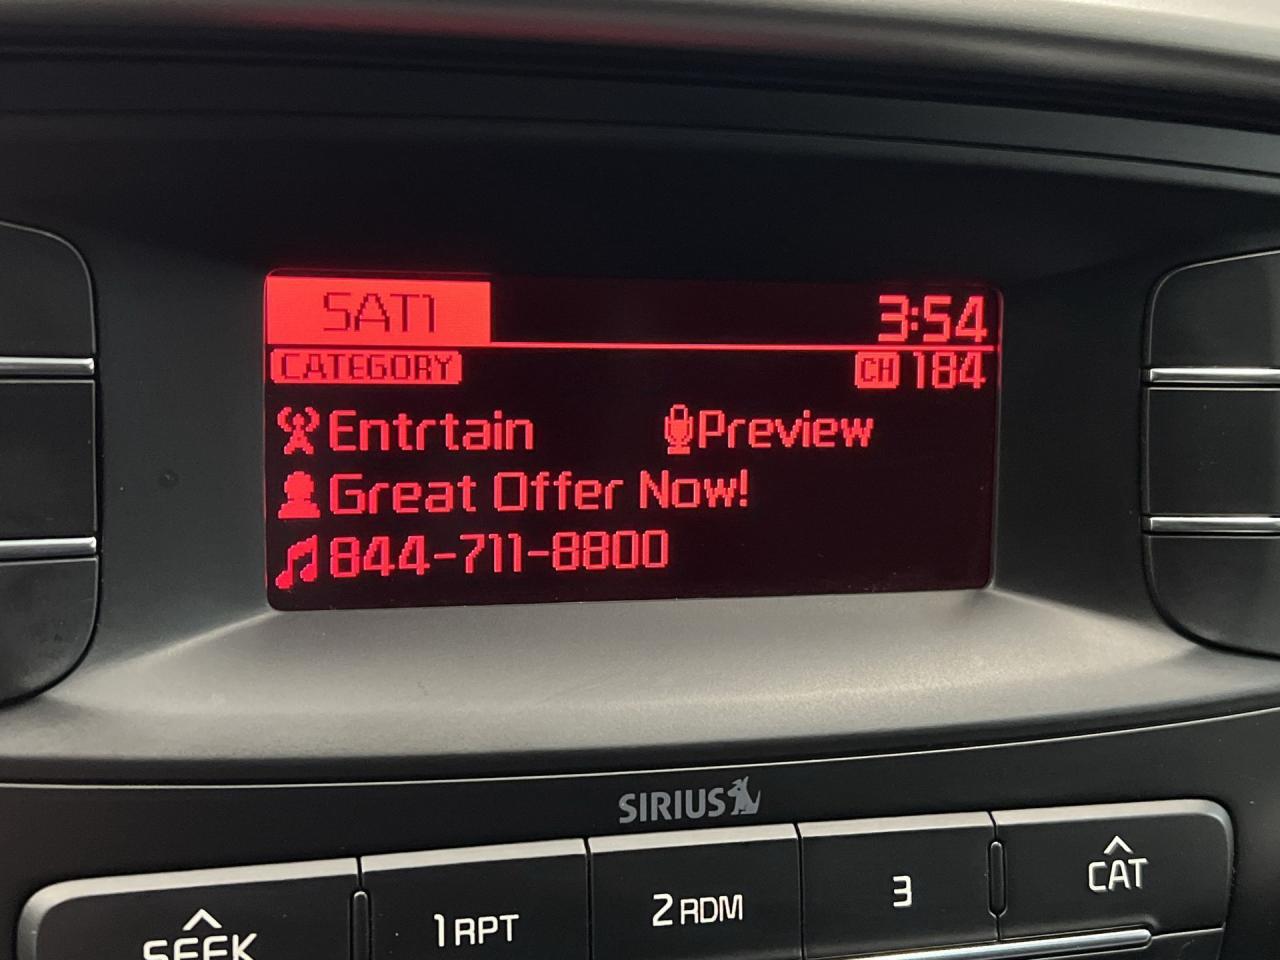 SAT1 3:54
CATEGORY CH 184
Entrtain Preview
Great Offer Now!
844-711-8800
SIRIUS
SEEK 1 RPT 2 RDM 3 CAT